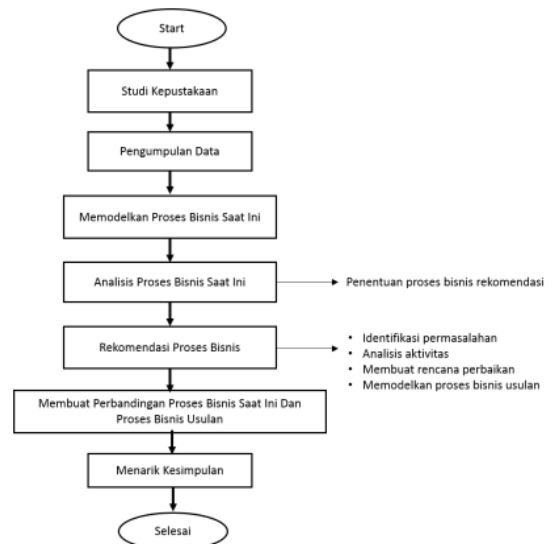 Start
Studi Kepustakaan
Pengumpulan Data
Memodelkan Proses Bisnis Saat Ini
Analisis Proses Bisnis Saat Ini
Penentuan proses bisnis rekomendasi
Rekomendasi Proses Bisnis
• Identifikasi permasalahan
• Analisis aktivitas
• Membuat rencana perbaikan
• Memodelkan proses bisnis usulan
Membuat Perbandingan Proses Bisnis Saat Ini Dan
Proses Bisnis Usulan
Menarik Kesimpulan
Selesai